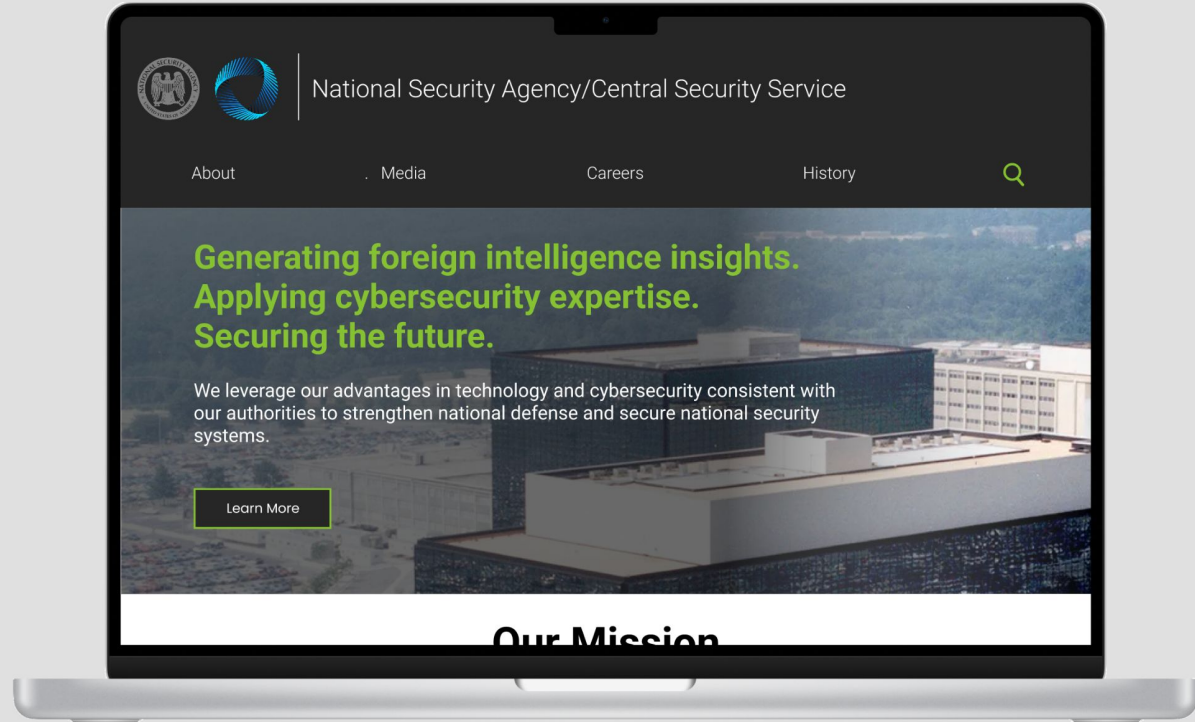 National Security Agency/Central Security Service
About . Media Careers History
Generating foreign intelligence insights.
Applying cybersecurity expertise.
Securing the future.
We leverage our advantages in technology and cybersecurity consistent with
our authorities to strengthen national defense and secure national security
systems.
Learn More
Our Mission